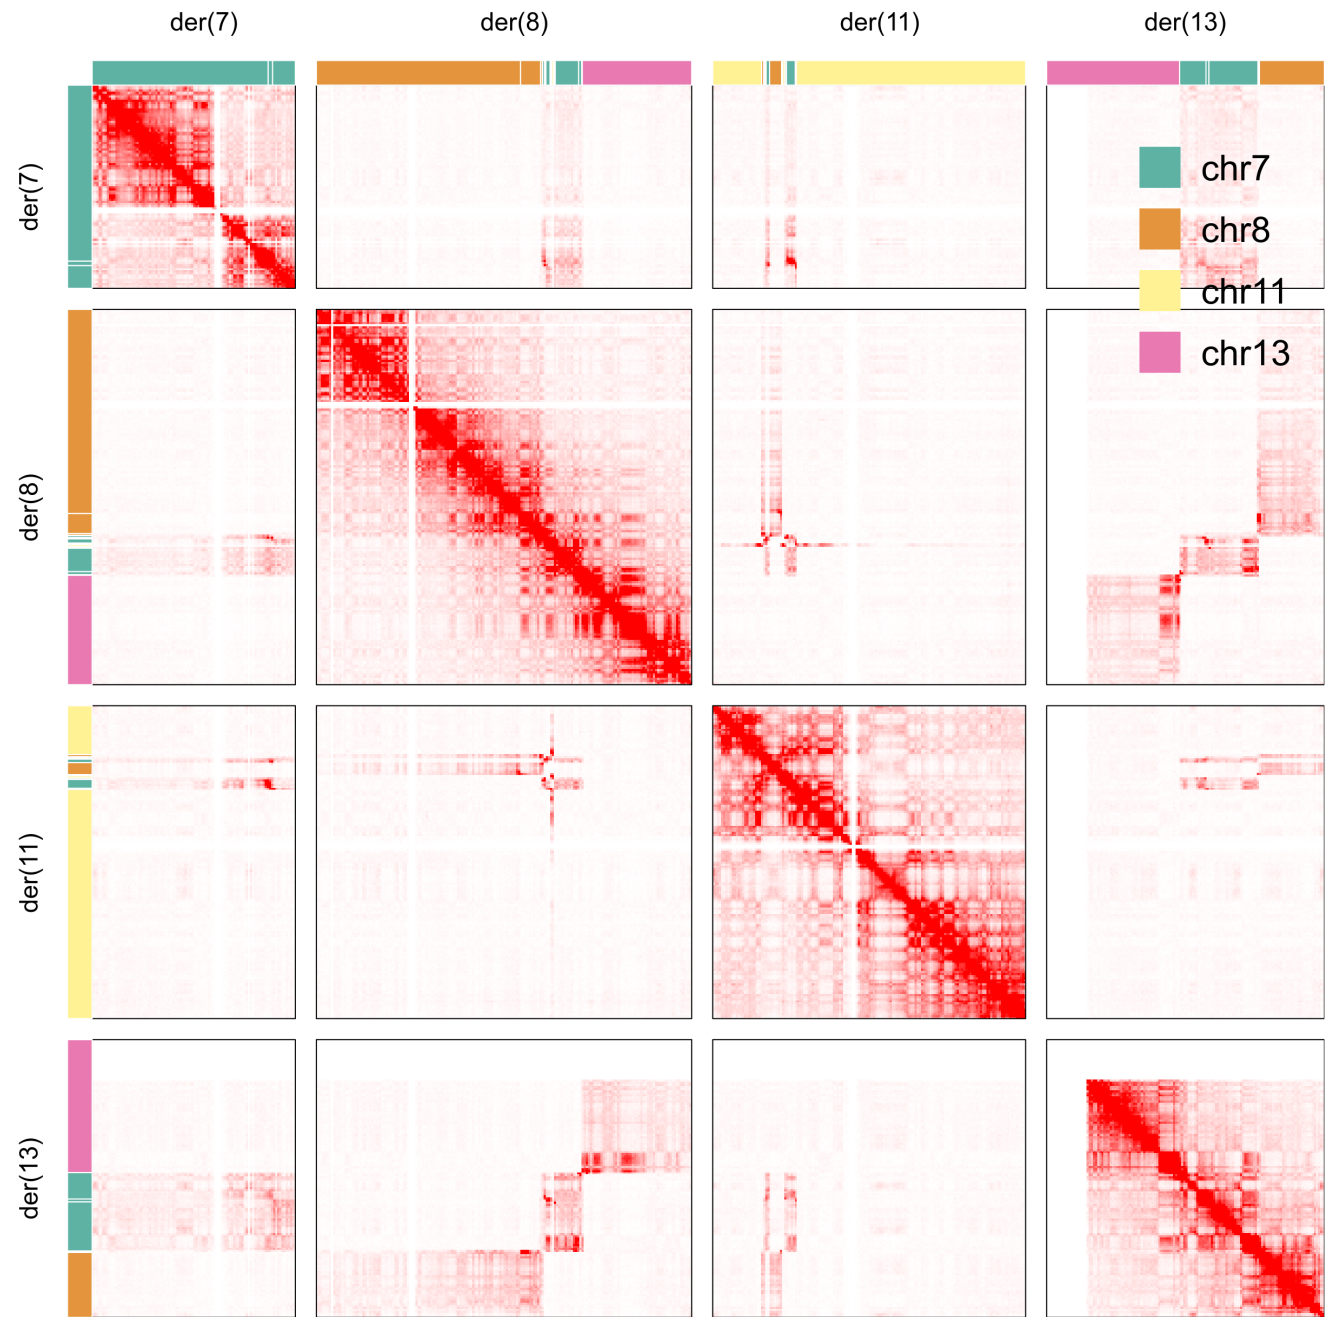 der(7)
der(8)
der(11)
der(13)
der(7)
der(8)
der(11)
der(13)
chr7
chr8
chr11
chr13